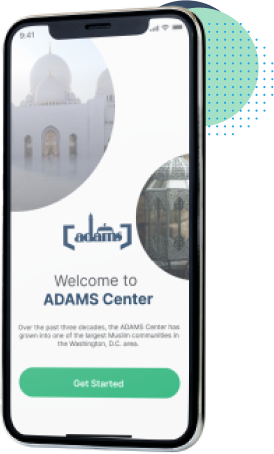 9:41
adams
Welcome to
ADAMS Center
Over the past three decades, the ADAMS Center has
grown into one of the largest Muslim communities in
the Washington, D.C. area.
Get Started